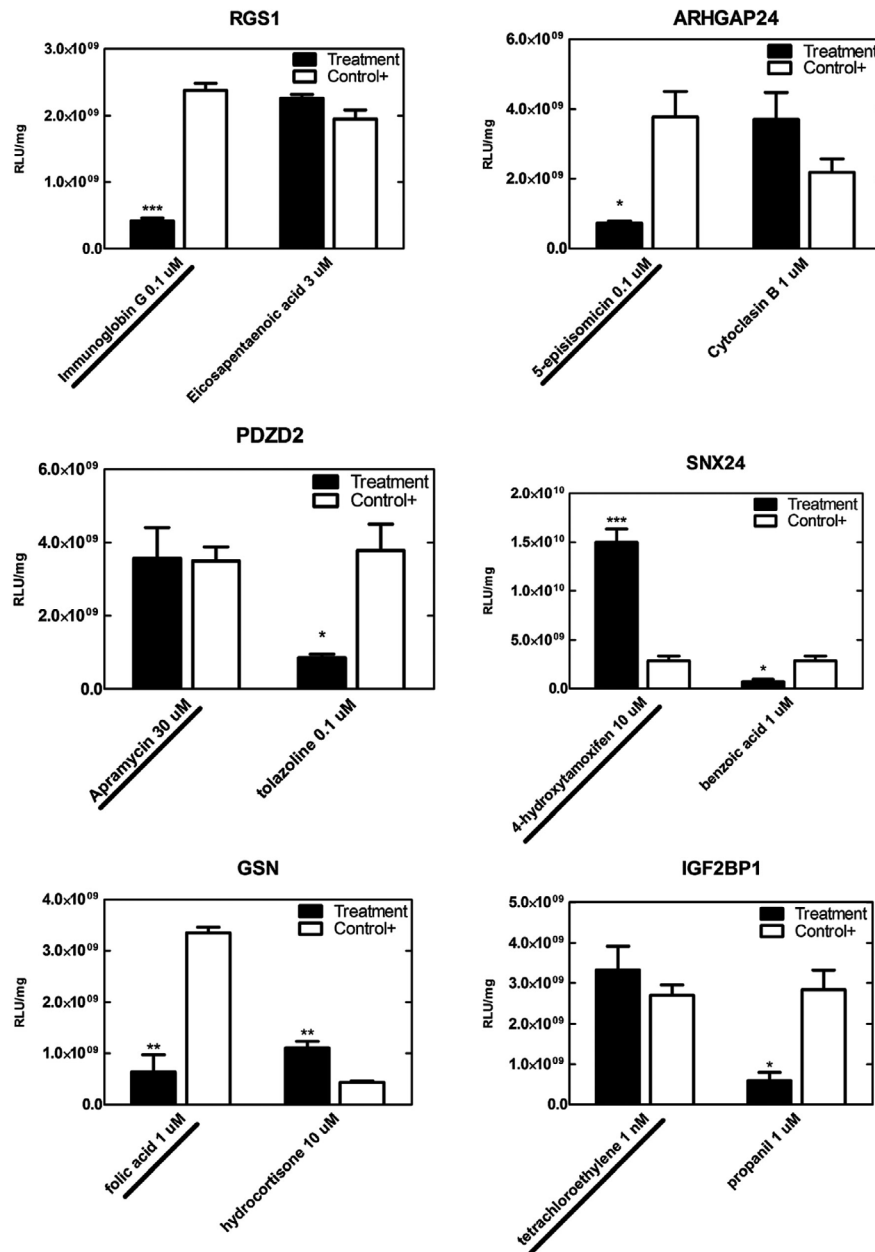 RGS1
3.0×10⁰⁹
2.0×10⁰⁹
1.0×10⁰⁹
0.0
RLU/mg
Treatment
Control+
***
Immunoglobin G 0.1 uM
Eicosapentaenoic acid 3 uM
ARHGAP24
6.0×10⁰⁹
4.0×10⁰⁹
2.0×10⁰⁹
0.0
RLU/mg
Treatment
Control+
*
5-episisomicin 0.1 uM
Cytoclasin B 1 uM
PDZD2
6.0×10⁰⁹
4.0×10⁰⁹
2.0×10⁰⁹
0.0
RLU/mg
Treatment
Control+
*
Apramycin 30 uM
tolazoline 0.1 uM
SNX24
2.0×10¹⁰
1.5×10¹⁰
1.0×10¹⁰
5.0×10⁰⁹
0.0
RLU/mg
Treatment
Control+
***
*
4-hydroxytamoxifen 10 uM
benzoic acid 1 uM
GSN
4.0×10⁰⁹
3.0×10⁰⁹
2.0×10⁰⁹
1.0×10⁰⁹
0.0
RLU/mg
Treatment
Control+
**
**
folic acid 1 uM
hydrocortisone 10 uM
IGF2BP1
5.0×10⁰⁹
4.0×10⁰⁹
3.0×10⁰⁹
2.0×10⁰⁹
1.0×10⁰⁹
0.0
RLU/mg
Treatment
Control+
*
tetrachloroethylene 1 nM
propanil 1 uM